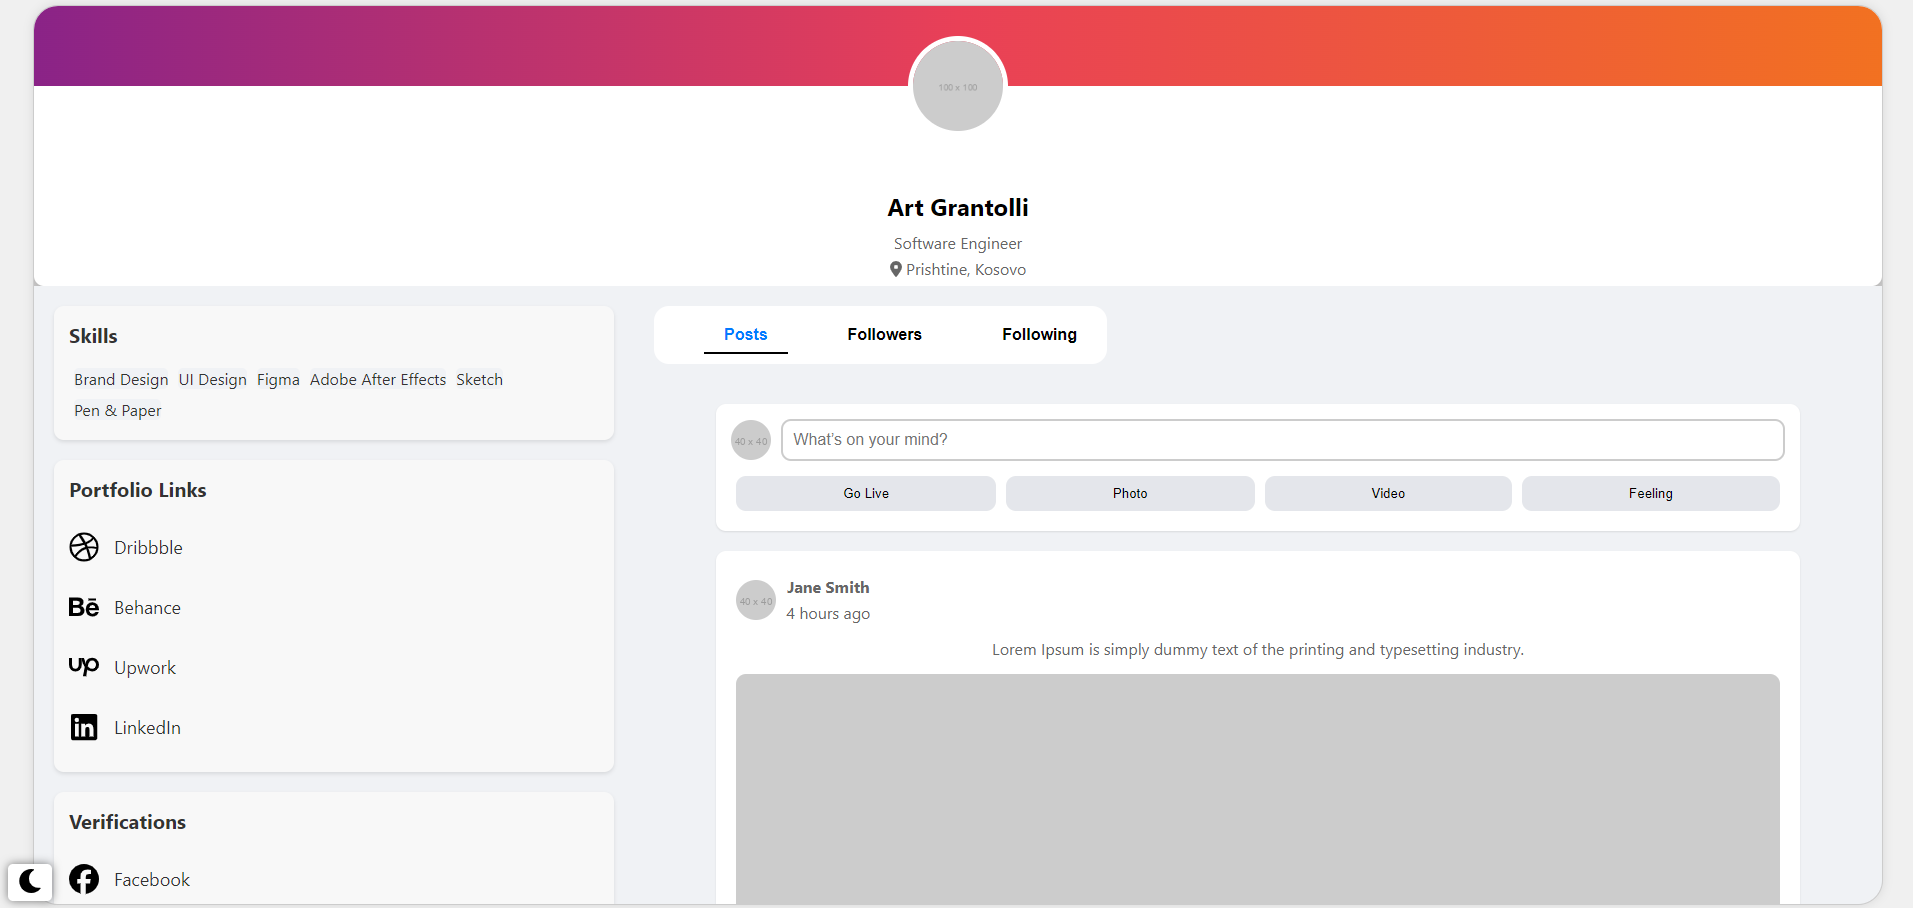 100 x 100
Art Grantolli
Software Engineer
Prishtine, Kosovo
Skills
Brand Design UI Design Figma Adobe After Effects Sketch
Pen & Paper
Portfolio Links
Dribbble
Bē Behance
up Upwork
in LinkedIn
Verifications
Facebook
Posts Followers Following
40 x 40 What's on your mind?
Go Live Photo Video Feeling
40 x 40
Jane Smith
4 hours ago
Lorem Ipsum is simply dummy text of the printing and typesetting industry.